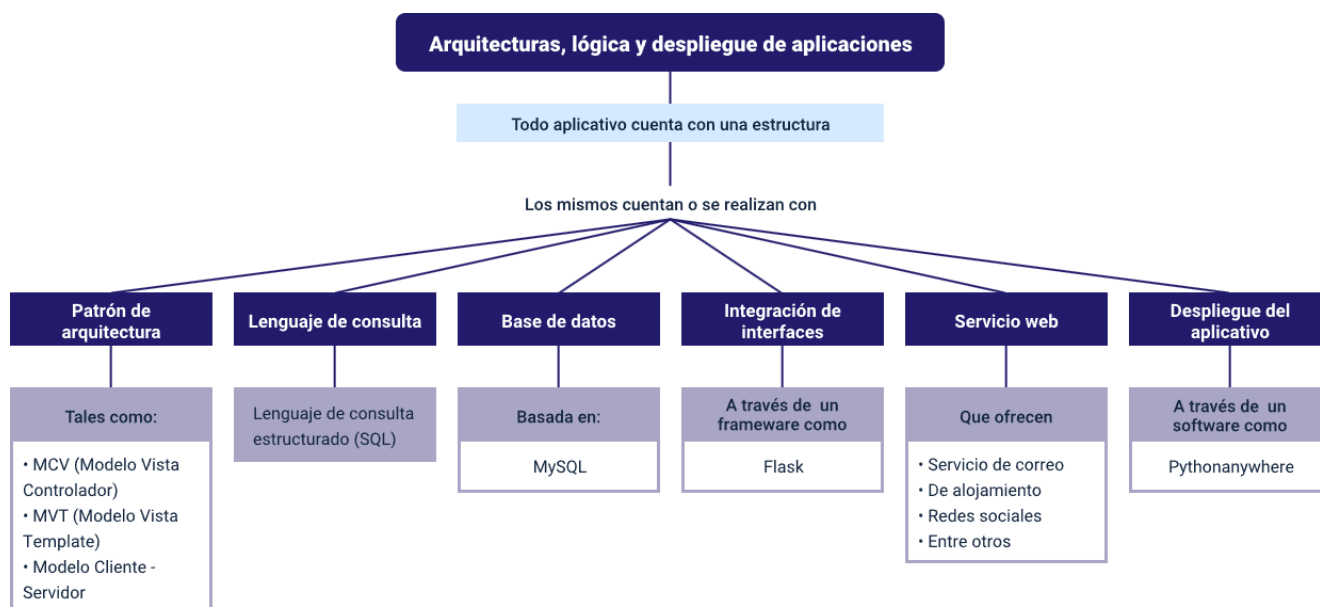 Arquitecturas, lógica y despliegue de aplicaciones
Todo aplicativo cuenta con una estructura
Los mismos cuentan o se realizan con
Patrón de
arquitectura
Tales como:
• MCV (Modelo Vista
Controlador)
• MVT (Modelo Vista
Template)
• Modelo Cliente -
Servidor
Lenguaje de consulta
Lenguaje de consulta
estructurado (SQL)
Base de datos
Basada en:
MySQL
Integración de
interfaces
A través de un
frameware como
Flask
Servicio web
Que ofrecen
• Servicio de correo
• De alojamiento
• Redes sociales
• Entre otros
Despliegue del
aplicativo
A través de un
software como
Pythonanywhere